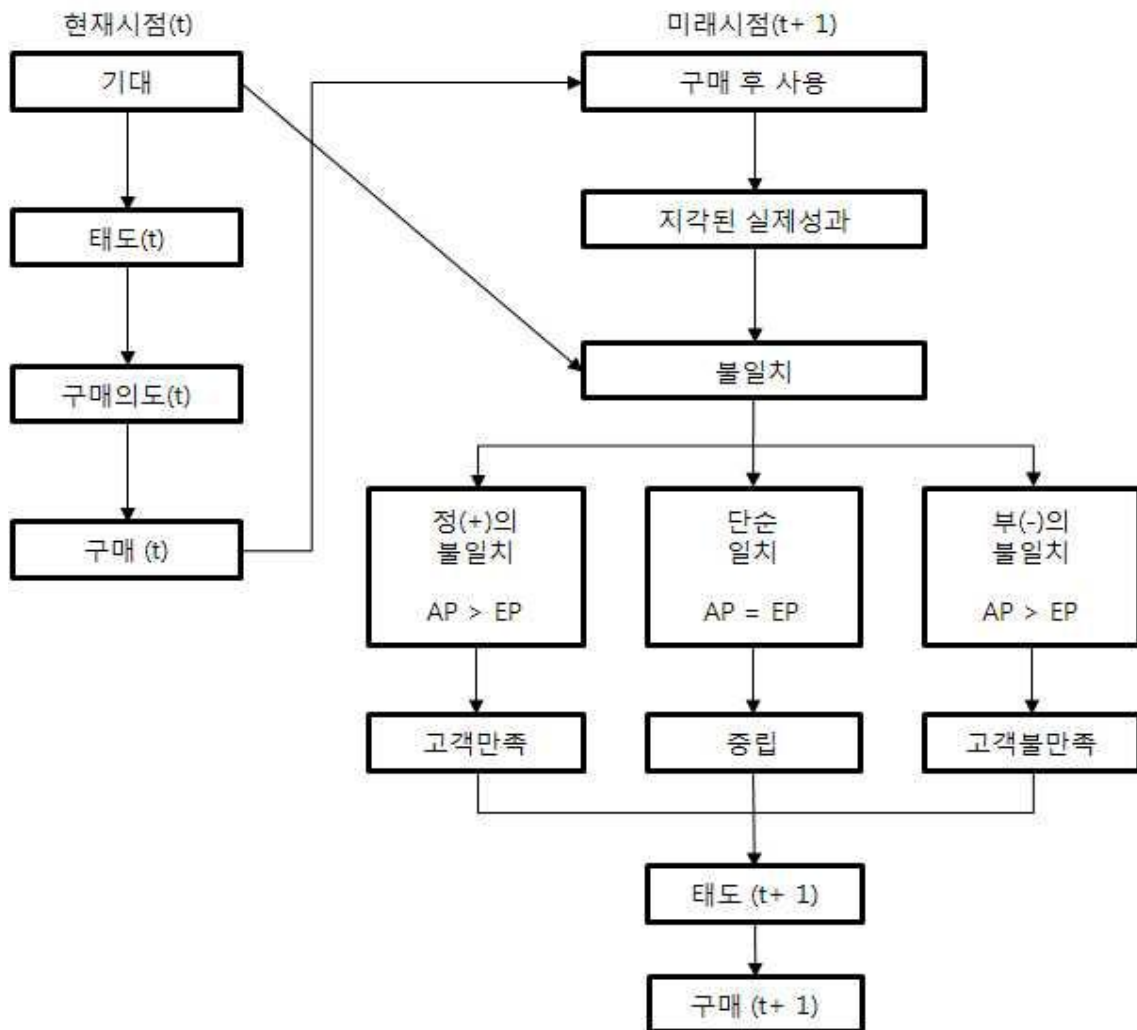 현재시점(t)
미래시점(t+ 1)
기대
구매 후 사용
태도(t)
지각된 실제성과
구매의도(t)
불일치
구매 (t)
정(+)의
불일치
AP > EP
단순
일치
AP = EP
부(-)의
불일치
AP > EP
고객만족
중립
고객불만족
태도 (t+ 1)
구매 (t+ 1)